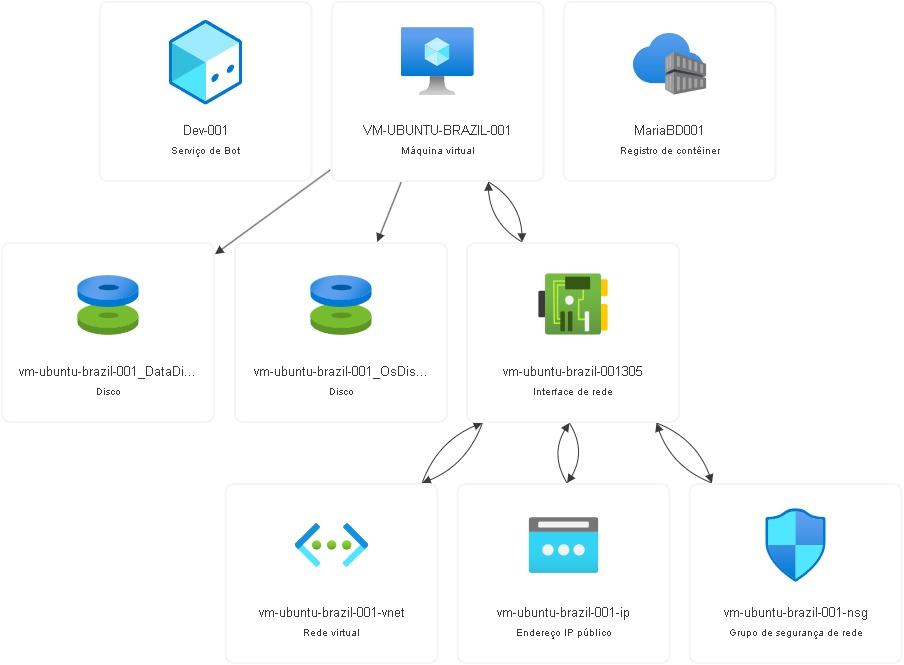 Dev-001
Serviço de Bot
VM-UBUNTU-BRAZIL-001
Máquina virtual
MariaBD001
Registro de contêiner
vm-ubuntu-brazil-001_DataDi...
Disco
vm-ubuntu-brazil-001_OsDis...
Disco
vm-ubuntu-brazil-001305
Interface de rede
vm-ubuntu-brazil-001-vnet
Rede virtual
vm-ubuntu-brazil-001-ip
Endereço IP público
vm-ubuntu-brazil-001-nsg
Grupo de segurança de rede